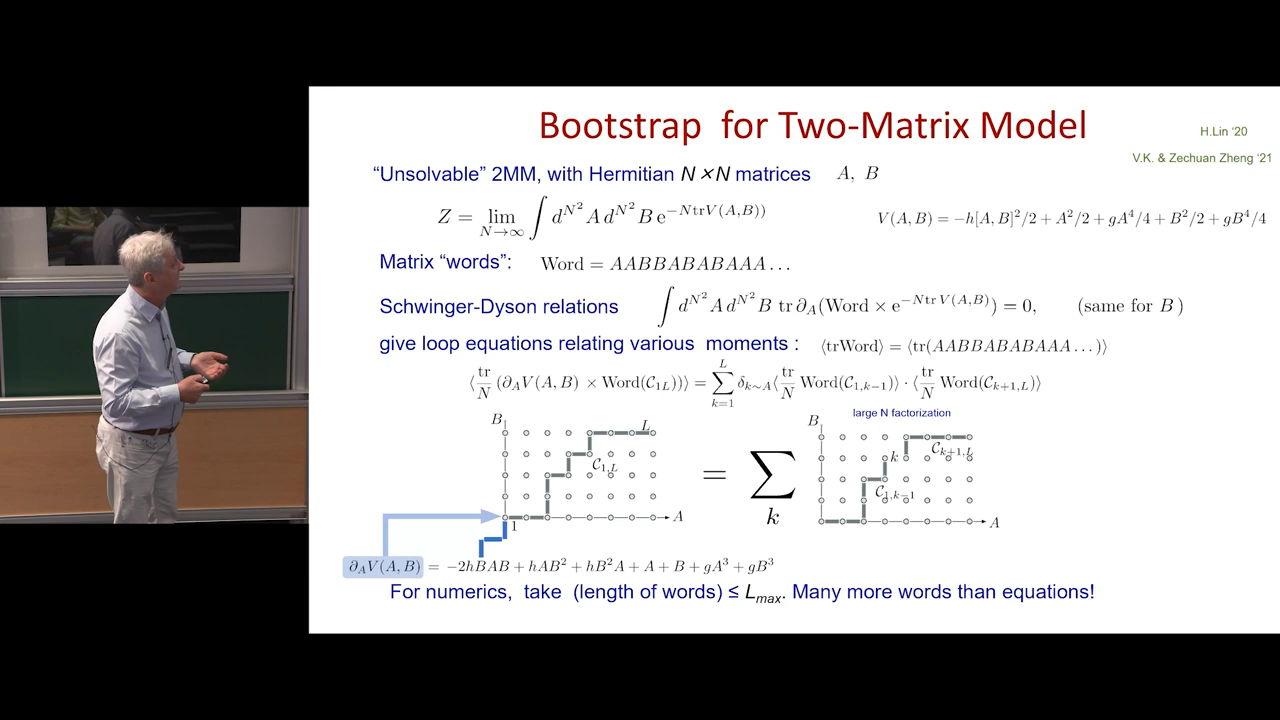 Bootstrap for Two-Matrix Model
H.Lin ‘20
V.K. & Zechuan Zheng ‘21
“Unsolvable” 2MM, with Hermitian N × N matrices A, B
Z = lim_{N→∞} ∫ d^{N²}A d^{N²}B e^{−NtrV(A,B))}
V(A, B) = −h[A, B]²/2 + A²/2 + gA⁴/4 + B²/2 + gB⁴/4
Matrix “words”: Word = AABBABABAAA . . .
Schwinger-Dyson relations ∫ d^{N²}A d^{N²}B tr ∂_A(Word × e^{−Ntr V(A,B)}) = 0, (same for B )
give loop equations relating various moments : ⟨trWord⟩ = ⟨tr(AABBABABAAA . . .)⟩
⟨tr/N (∂_A V(A, B) × Word(C_{1L}))⟩ = Σ_{k=1}^{L} δ_{k∼A}⟨tr/N Word(C_{1,k−1})⟩ · ⟨tr/N Word(C_{k+1,L})⟩
large N factorization
B L C_{1,L} 1 A
= Σ_k
B k C_{k+1,L} C_{1,k−1} A
∂_A V(A, B) = −2hBAB + hAB² + hB²A + A + B + gA³ + gB³
For numerics, take (length of words) ≤ L_{max}. Many more words than equations!